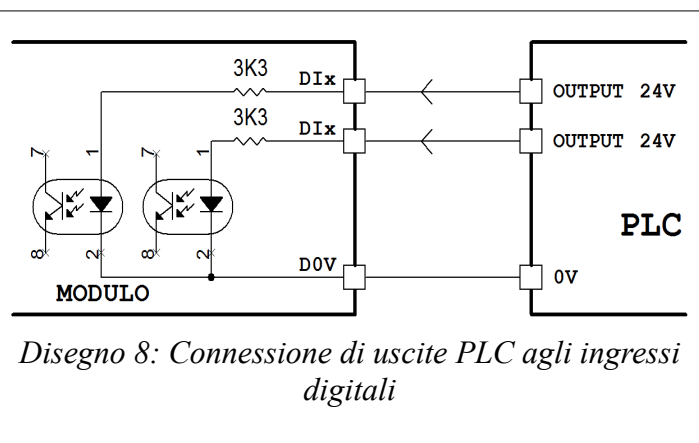 3K3
DIx
OUTPUT 24V
3K3
DIx
OUTPUT 24V
7
1
7
1
PLC
8
2
8
2
D0V
0V
MODULO
Disegno 8: Connessione di uscite PLC agli ingressi
digitali